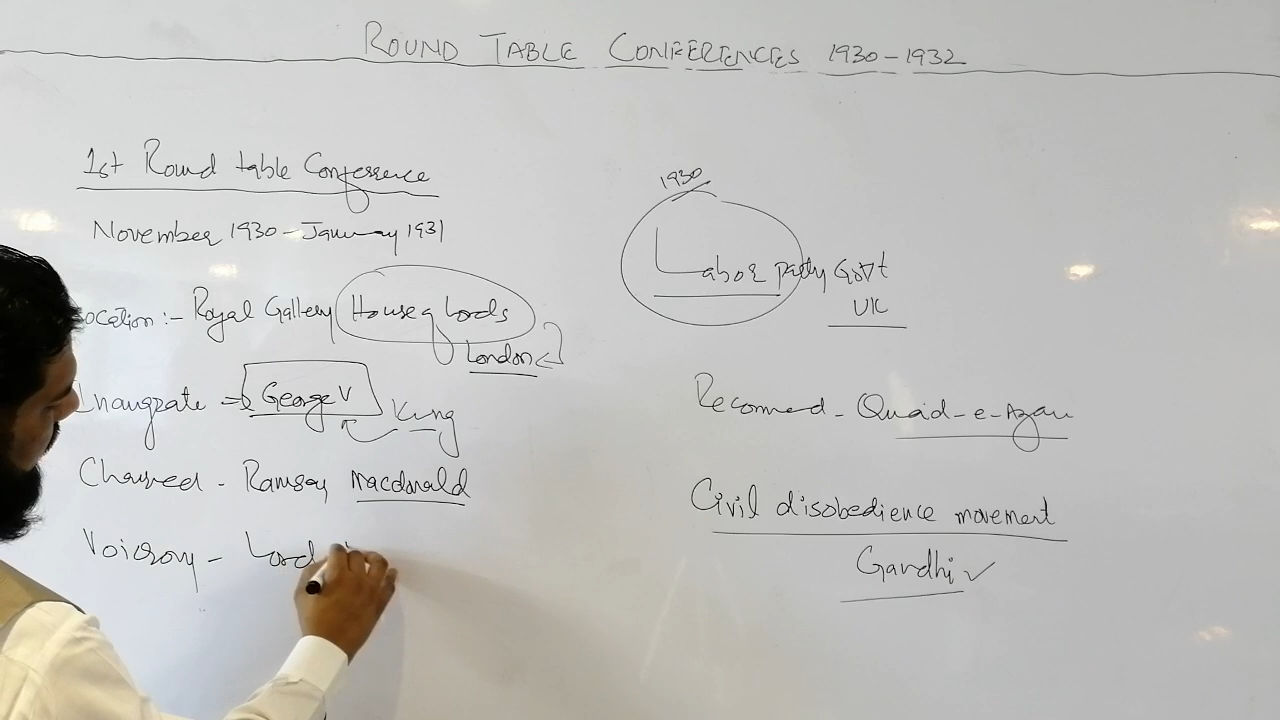 ROUND TABLE CONFERENCES 1930-1932
1st Round table Conference
November 1930 - January 1931
ocation :- Royal Gallery House of Lords
London
Inaugrate → George V
King
Chaired - Ramsay Macdonald
Voicroy - Lord
1930
Labor party Govt
UK
Recommed - Quaid-e-Azam
Civil disobedience movement
Gandhi ✓